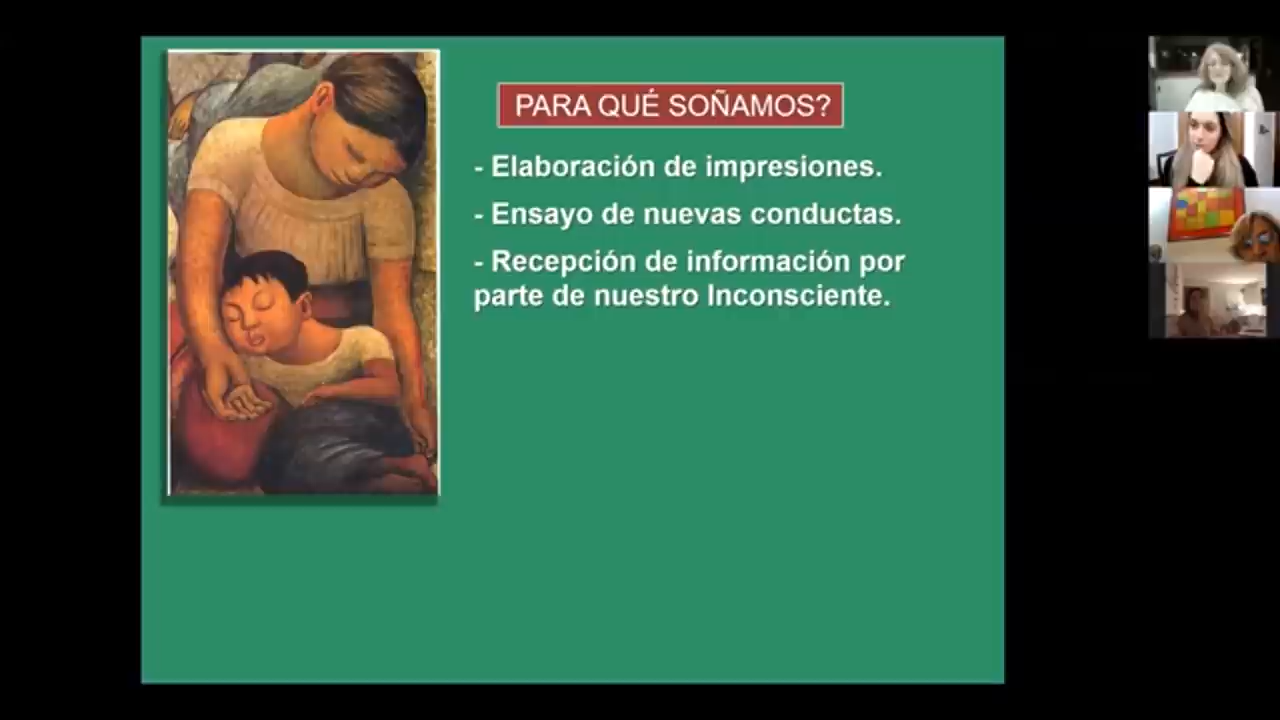 PARA QUÉ SOÑAMOS?
- Elaboración de impresiones.
- Ensayo de nuevas conductas.
- Recepción de información por
parte de nuestro Inconsciente.